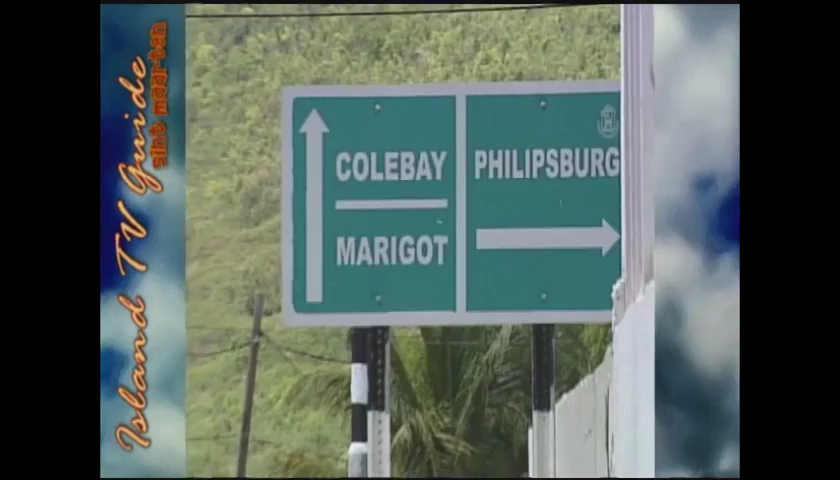 Island TV Guide
sint maarten
COLEBAY
MARIGOT
PHILIPSBURG